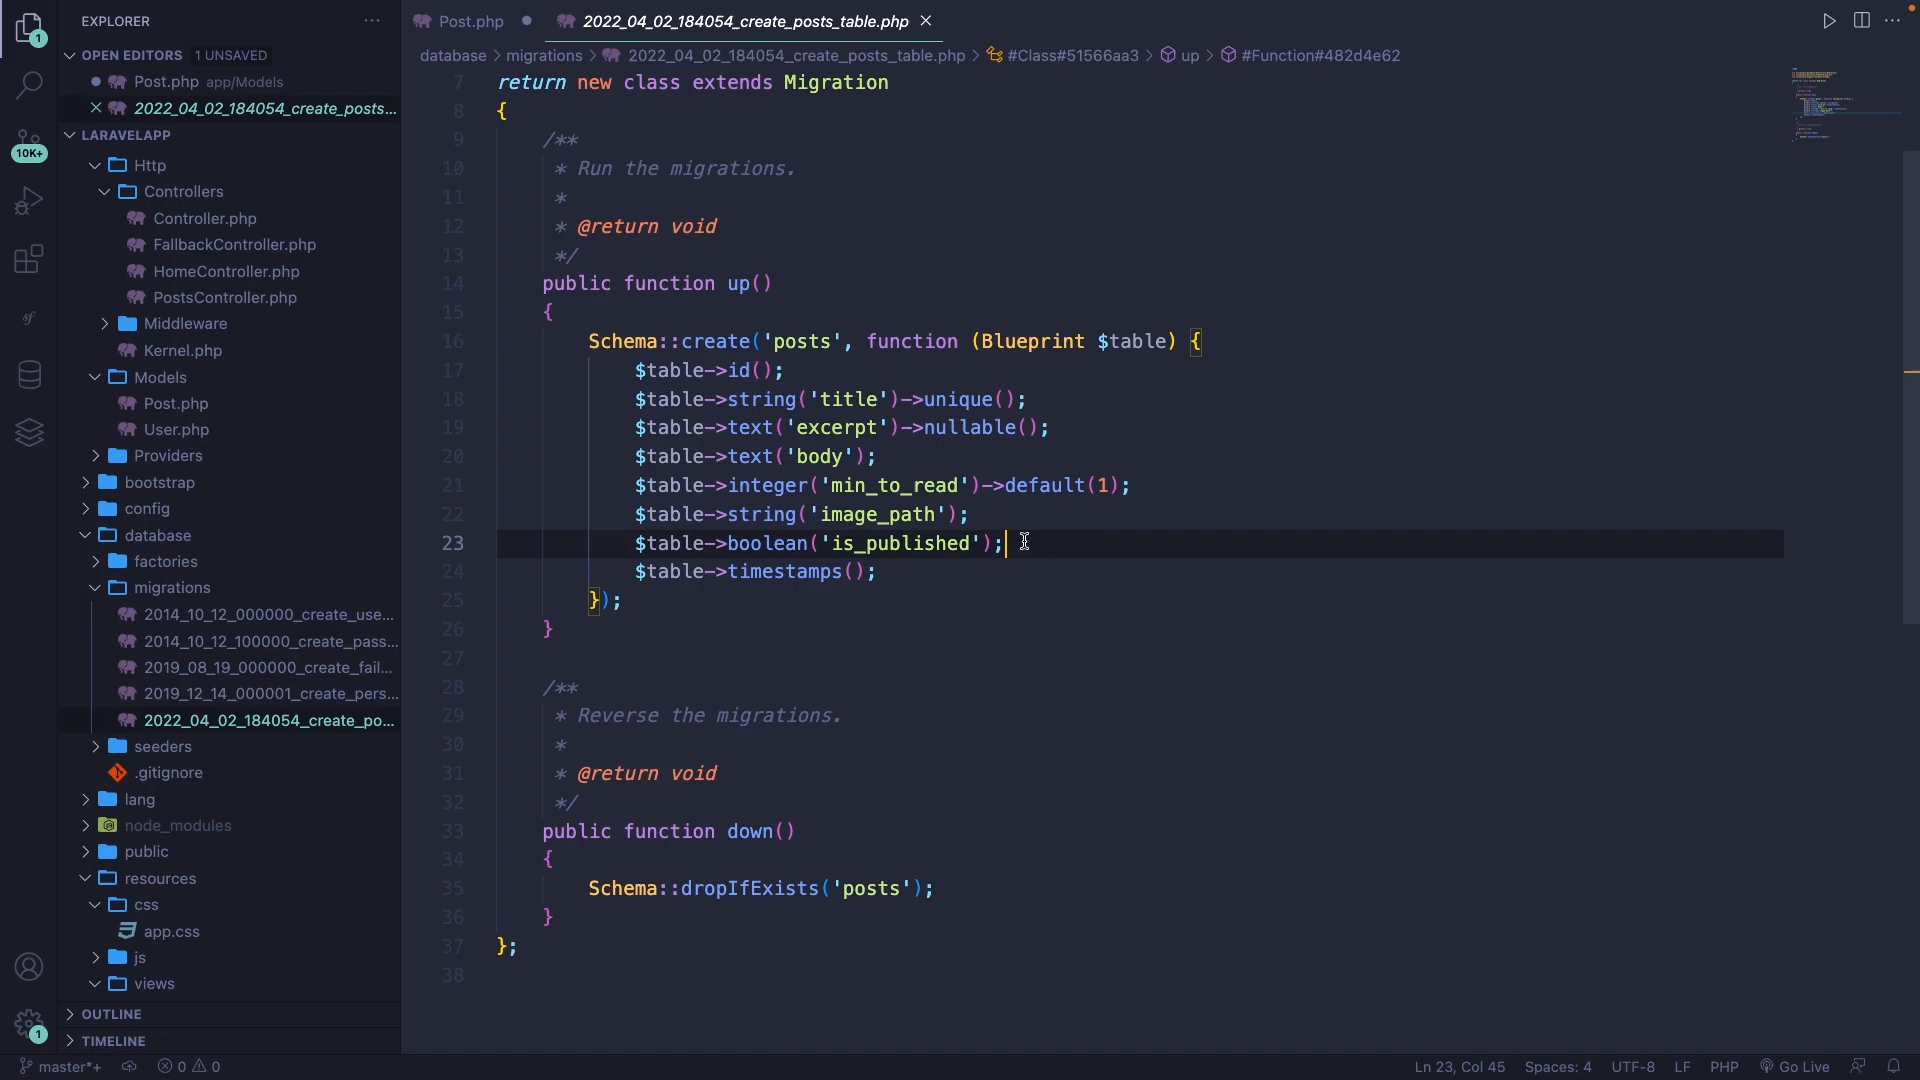 EXPLORER
OPEN EDITORS 1 UNSAVED
Post.php app/Models
2022_04_02_184054_create_posts...
LARAVELAPP
Http
Controllers
Controller.php
FallbackController.php
HomeController.php
PostsController.php
Middleware
Kernel.php
Models
Post.php
User.php
Providers
bootstrap
config
database
factories
migrations
2014_10_12_000000_create_use...
2014_10_12_100000_create_pass...
2019_08_19_000000_create_fail...
2019_12_14_000001_create_pers...
2022_04_02_184054_create_po...
seeders
.gitignore
lang
node_modules
public
resources
css
app.css
js
views
OUTLINE
TIMELINE
1
10K+
1
Post.php
2022_04_02_184054_create_posts_table.php
database > migrations > 2022_04_02_184054_create_posts_table.php > #Class#51566aa3 > up > #Function#482d4e62
7 return new class extends Migration
8 {
9 /**
10 * Run the migrations.
11 *
12 * @return void
13 */
14 public function up()
15 {
16 Schema::create('posts', function (Blueprint $table) {
17 $table->id();
18 $table->string('title')->unique();
19 $table->text('excerpt')->nullable();
20 $table->text('body');
21 $table->integer('min_to_read')->default(1);
22 $table->string('image_path');
23 $table->boolean('is_published');
24 $table->timestamps();
25 });
26 }
27
28 /**
29 * Reverse the migrations.
30 *
31 * @return void
32 */
33 public function down()
34 {
35 Schema::dropIfExists('posts');
36 }
37 };
38
master*+ 0 0 Ln 23, Col 45 Spaces: 4 UTF-8 LF PHP Go Live